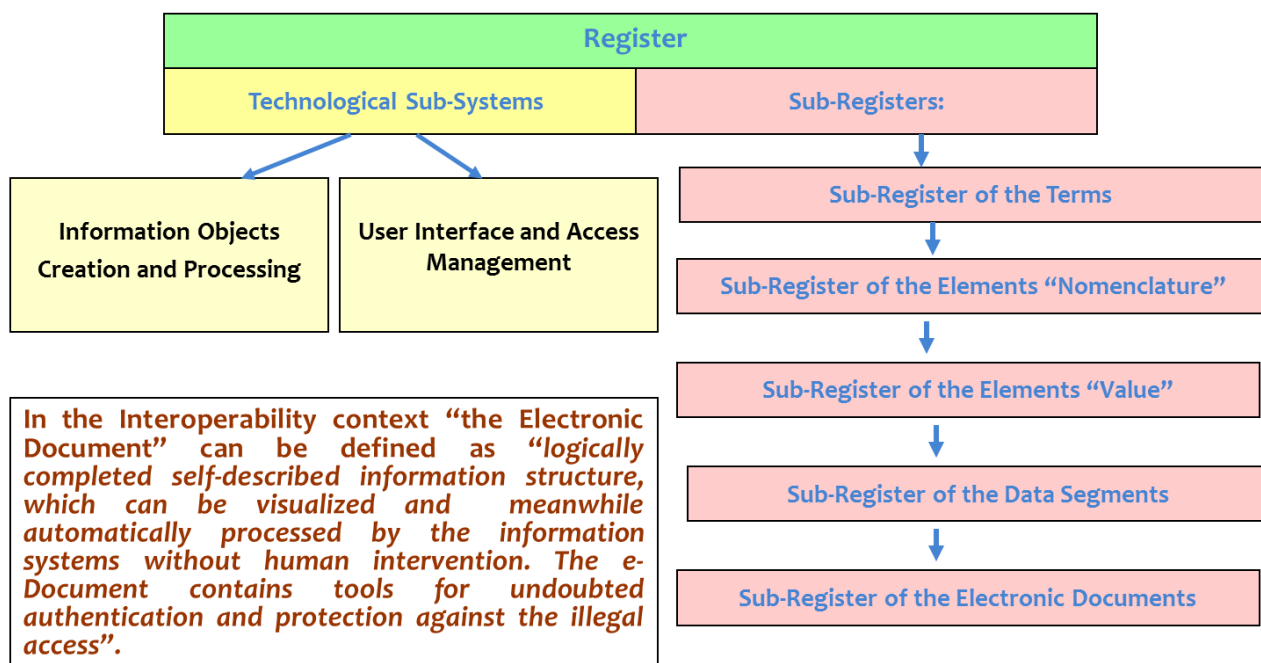 Register
Technological Sub-Systems
Sub-Registers:
Information Objects
Creation and Processing
User Interface and Access
Management
Sub-Register of the Terms
Sub-Register of the Elements “Nomenclature”
Sub-Register of the Elements “Value”
Sub-Register of the Data Segments
Sub-Register of the Electronic Documents
In the Interoperability context “the Electronic
Document” can be defined as “logically
completed self-described information structure,
which can be visualized and meanwhile
automatically processed by the information
systems without human intervention. The e-
Document contains tools for undoubted
authentication and protection against the illegal
access”.